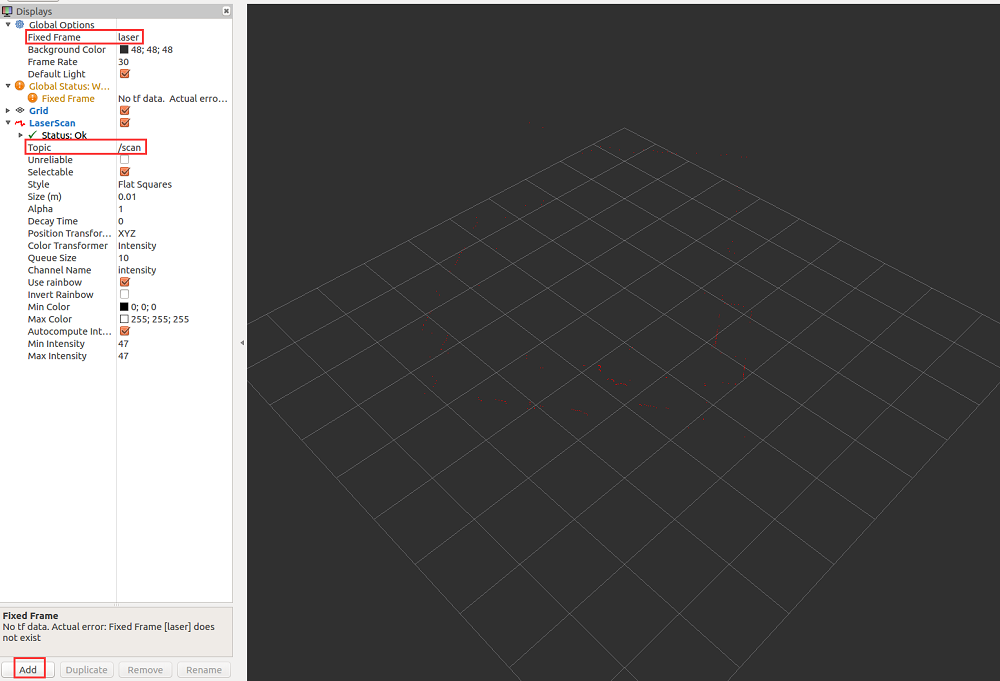 Displays
Global Options
Fixed Frame laser
Background Color 48; 48; 48
Frame Rate 30
Default Light
Global Status: W...
Fixed Frame No tf data.  Actual erro...
Grid
LaserScan
Status: Ok
Topic /scan
Unreliable
Selectable
Style Flat Squares
Size (m) 0.01
Alpha 1
Decay Time 0
Position Transfor... XYZ
Color Transformer Intensity
Queue Size 10
Channel Name intensity
Use rainbow
Invert Rainbow
Min Color 0; 0; 0
Max Color 255; 255; 255
Autocompute Int...
Min Intensity 47
Max Intensity 47
Fixed Frame
No tf data. Actual error: Fixed Frame [laser] does
not exist
Add Duplicate Remove Rename